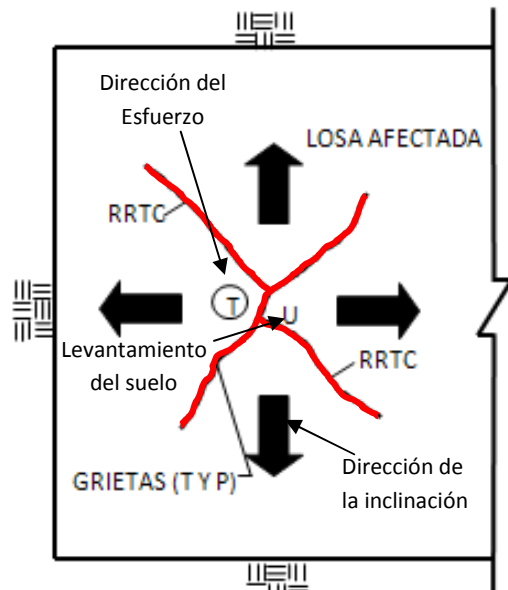 Dirección del
Esfuerzo
LOSA AFECTADA
RRTC
T
U
Levantamiento
del suelo
RRTC
GRIETAS (T Y P)
Dirección de
la inclinación